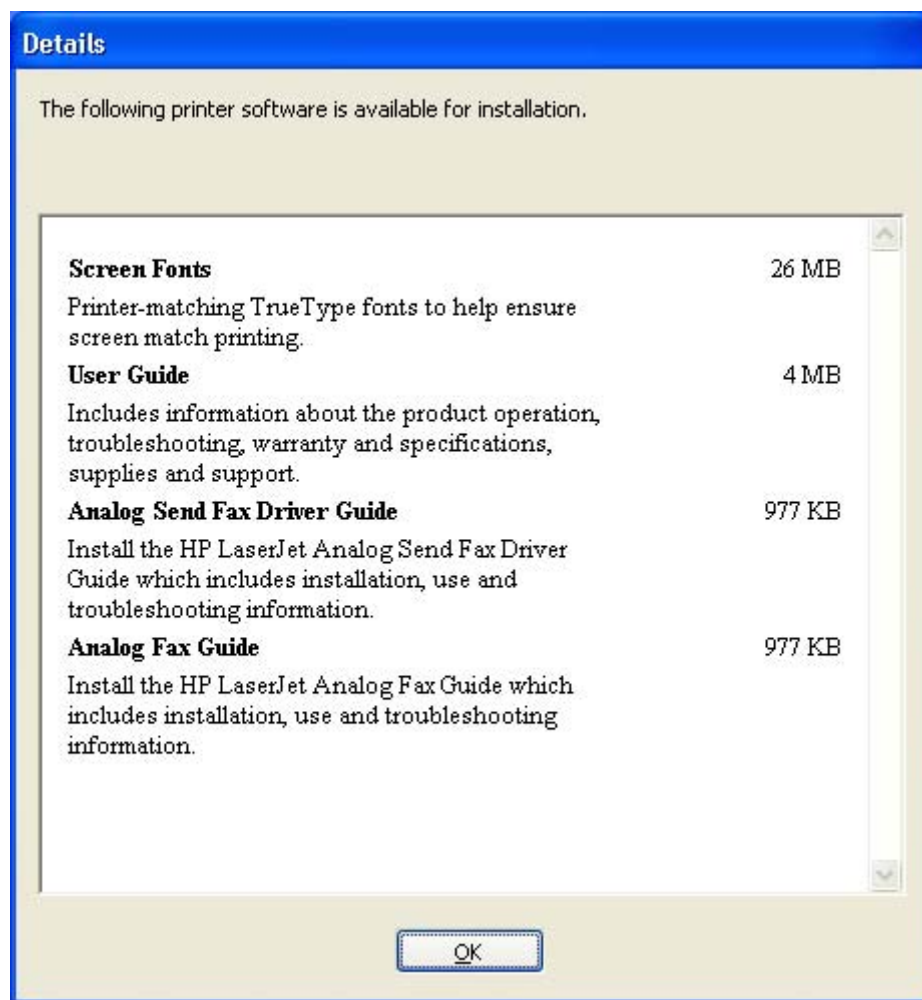 Details
The following printer software is available for installation.
Screen Fonts 26 MB
Printer-matching TrueType fonts to help ensure
screen match printing.
User Guide 4 MB
Includes information about the product operation,
troubleshooting, warranty and specifications,
supplies and support.
Analog Send Fax Driver Guide 977 KB
Install the HP LaserJet Analog Send Fax Driver
Guide which includes installation, use and
troubleshooting information.
Analog Fax Guide 977 KB
Install the HP LaserJet Analog Fax Guide which
includes installation, use and troubleshooting
information.
OK